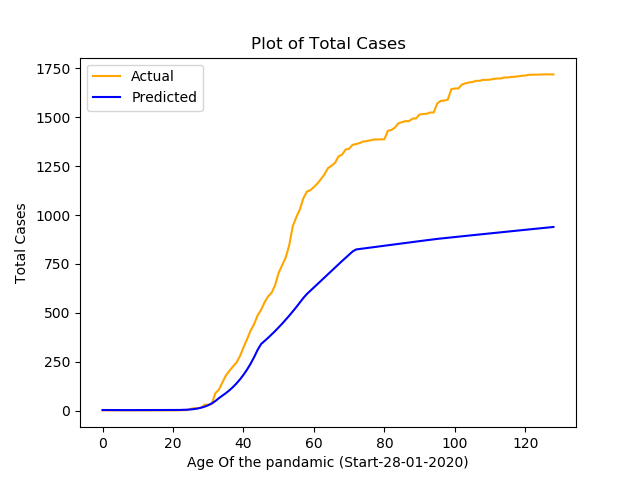 Plot of Total Cases
Actual
Predicted
1750
1500
1250
1000
750
500
250
0
Total Cases
0 20 40 60 80 100 120
Age Of the pandamic (Start-28-01-2020)